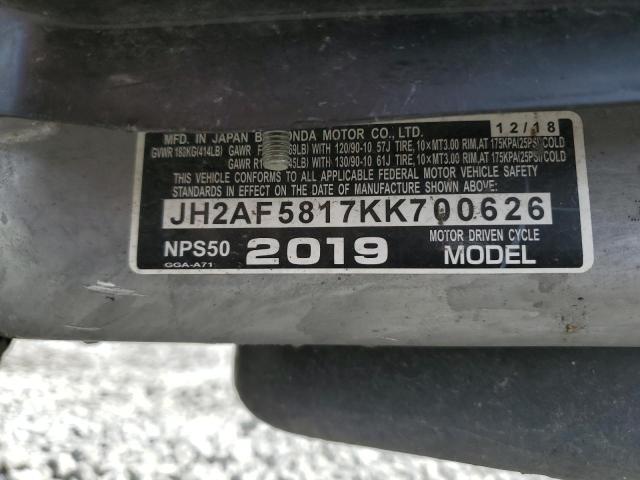 MFD. IN JAPAN B HONDA MOTOR CO., LTD. 12/18
GVWR 188KG(414LB) GAWR F 9LB) WITH 120/90-10 57J TIRE, 10×MT3.00 RIM, AT 175KPA(25PSI) COLD
GAWR R1 5LB) WITH 130/90-10 61J TIRE, 10×MT3.00 RIM, AT 175KPA(25PSI) COLD
THIS VEHICLE CONFORMS TO ALL APPLICABLE FEDERAL MOTOR VEHICLE SAFETY
STANDARDS IN EFFECT ON THE DATE OF MANUFACTURE SHOWN ABOVE.
JH2AF5817KK700626
NPS50 2019 MOTOR DRIVEN CYCLE
GGA-A71 MODEL